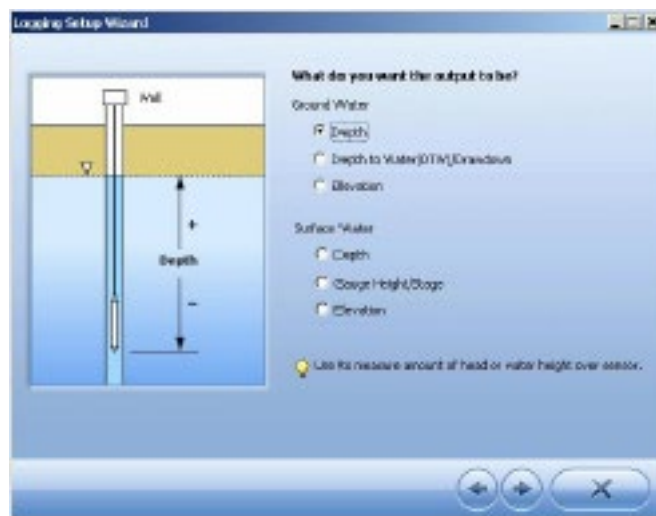 Logging Setup Wizard
What do you want the output to be?
Well
Ground Water
Depth
Depth to Water(DTW)/Drawdown
Elevation
+
Depth
-
Surface Water
Depth
Gauge Height/Stage
Elevation
Use to measure amount of head or water height over sensor.